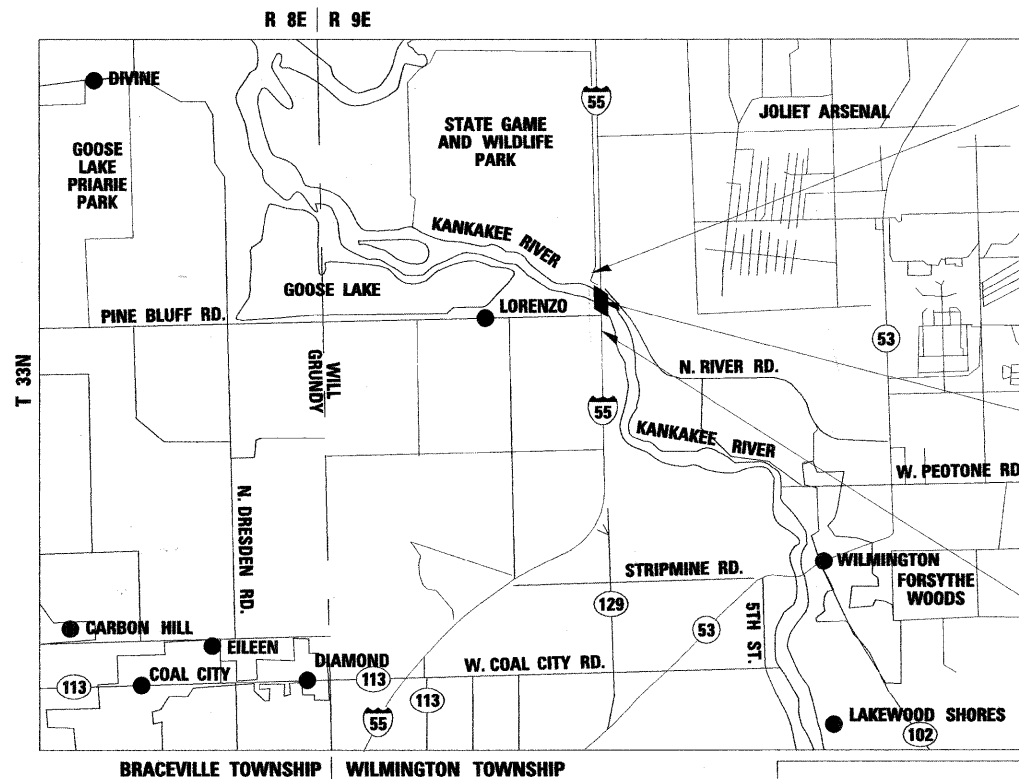 R 8E R 9E
DIVINE
55
JOLIET ARSENAL
STATE GAME
AND WILDLIFE
PARK
GOOSE
LAKE
PRIARIE
PARK
KANKAKEE RIVER
GOOSE LAKE
LORENZO
PINE BLUFF RD.
53
T 33N
GRUNDY
WILL
N. RIVER RD.
55
KANKAKEE RIVER
W. PEOTONE RD
N. DRESDEN RD.
WILMINGTON
STRIPMINE RD.
FORSYTHE
WOODS
129
5TH ST.
CARBON HILL
53
EILEEN
DIAMOND
W. COAL CITY RD.
COAL CITY
113
113
113
55
LAKEWOOD SHORES
102
BRACEVILLE TOWNSHIP WILMINGTON TOWNSHIP